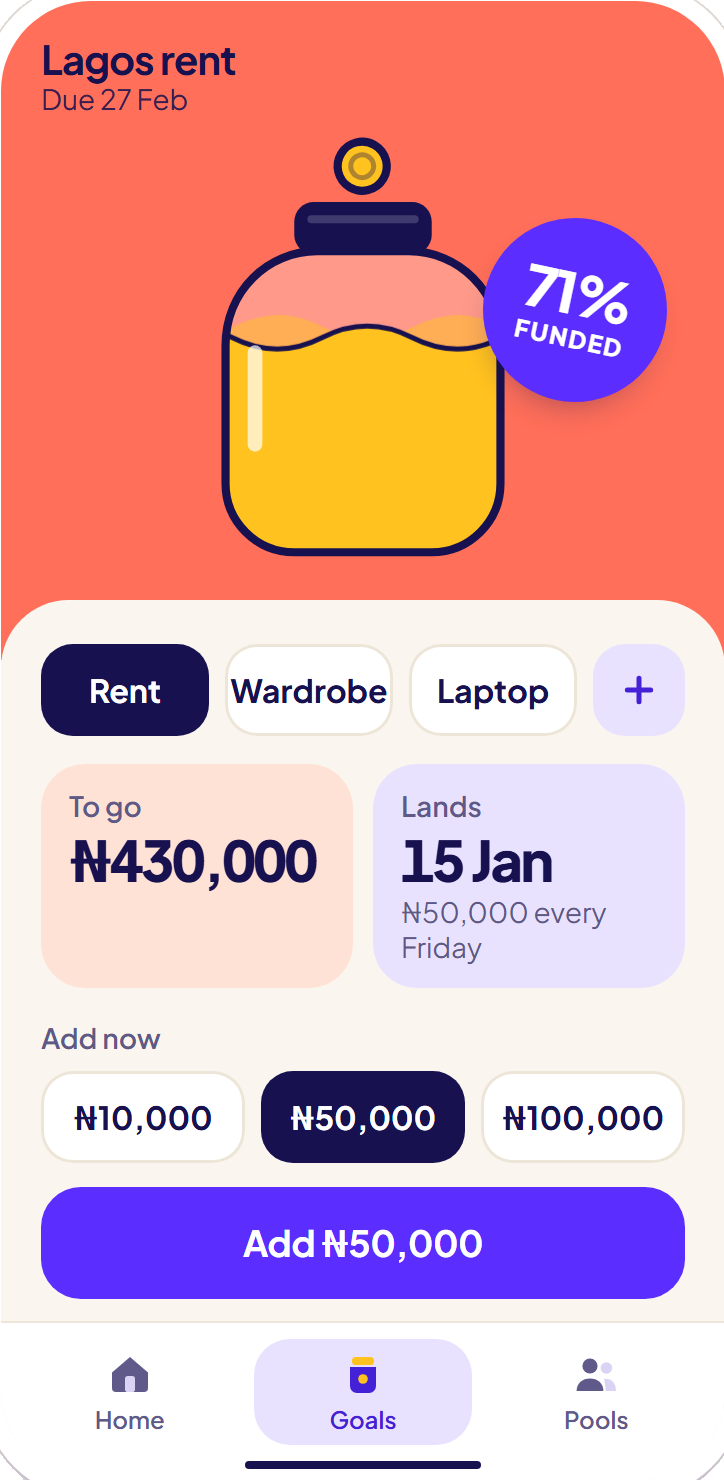 Lagos rent
Due 27 Feb
71%
FUNDED
Rent
Wardrobe
Laptop
+
To go
₦430,000
Lands
15 Jan
₦50,000 every
Friday
Add now
₦10,000
₦50,000
₦100,000
Add ₦50,000
Home
Goals
Pools